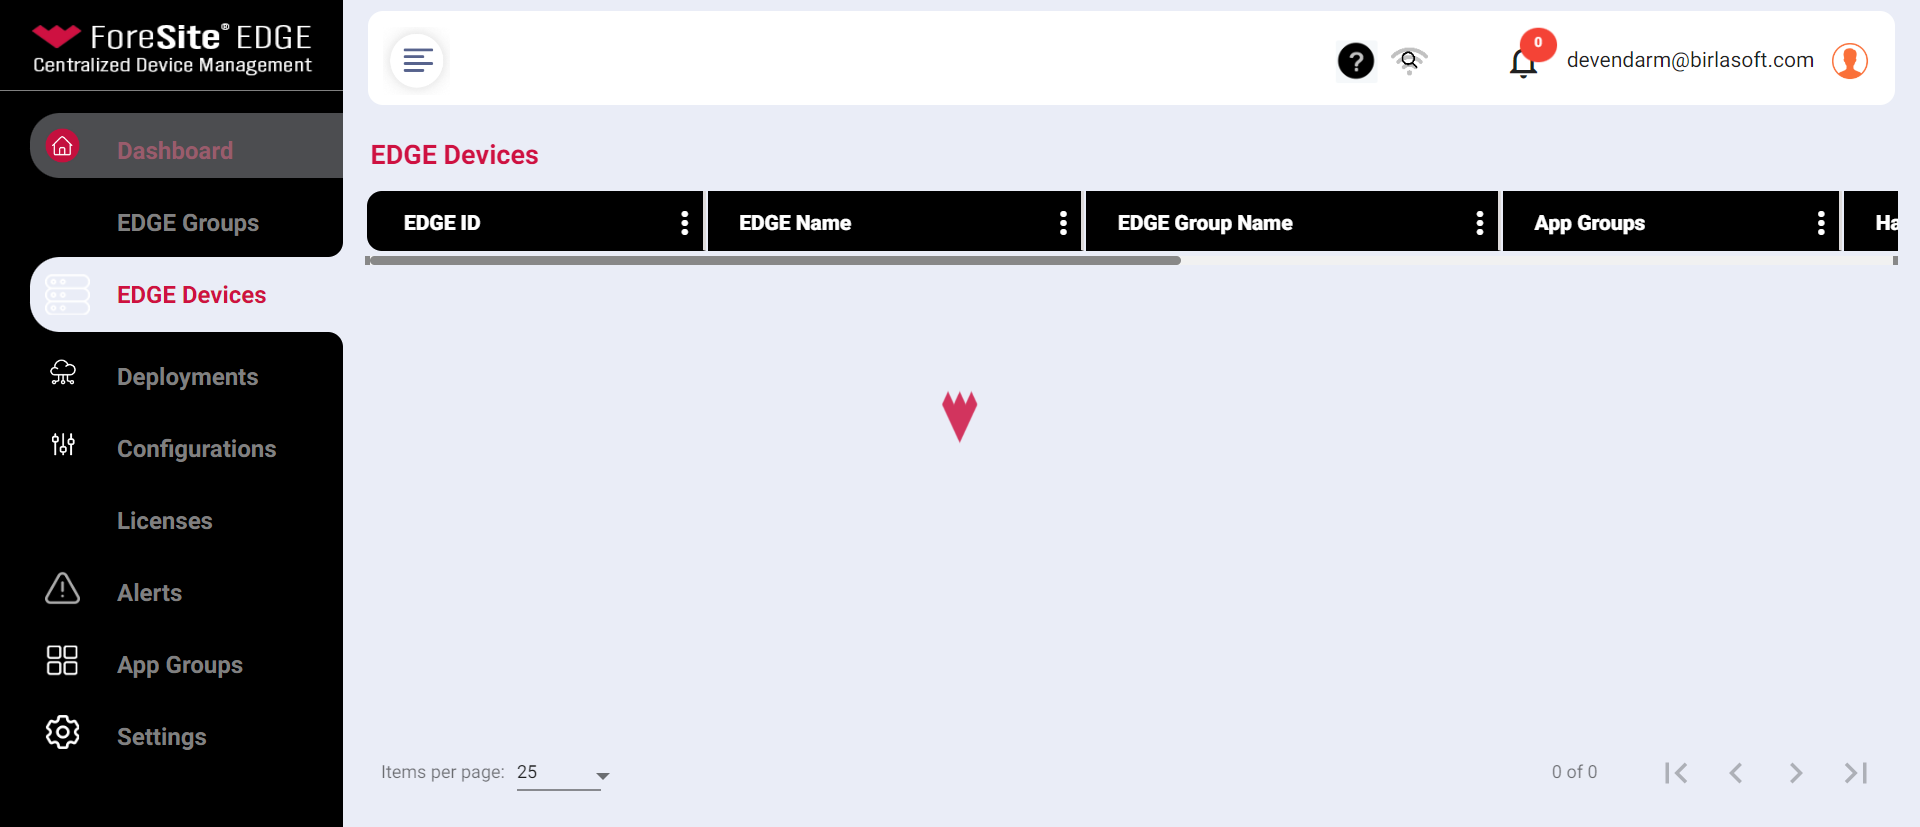 ForeSite® EDGE
Centralized Device Management
?
0
devendarm@birlasoft.com
Dashboard
EDGE Groups
EDGE Devices
Deployments
Configurations
Licenses
Alerts
App Groups
Settings
EDGE Devices
EDGE ID
EDGE Name
EDGE Group Name
App Groups
Ha
Items per page: 25
0 of 0